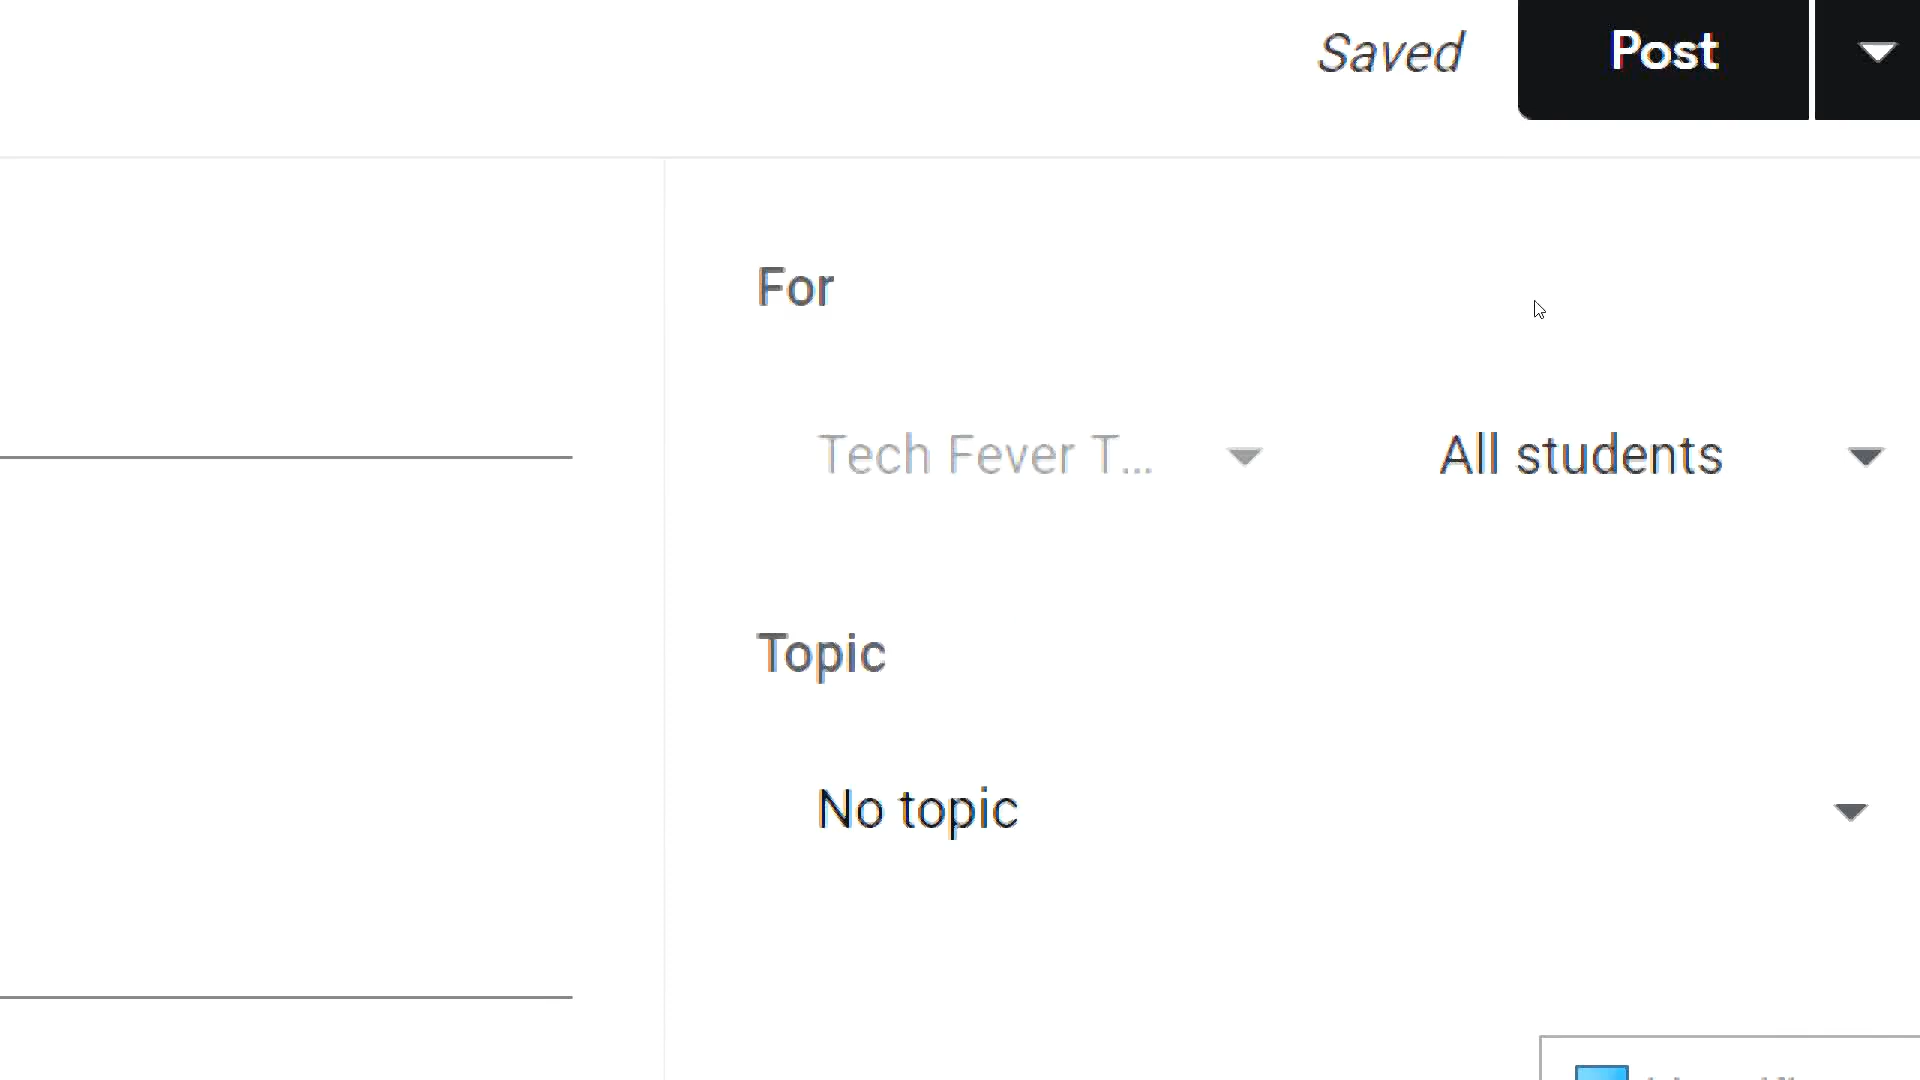 Saved Post
For
Tech Fever T... All students
Topic
No topic